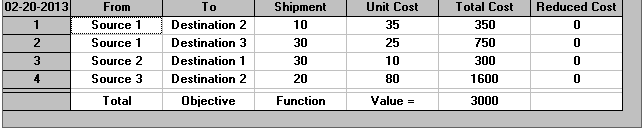 02-20-2013 From To Shipment Unit Cost Total Cost Reduced Cost
1 Source 1 Destination 2 10 35 350 0
2 Source 1 Destination 3 30 25 750 0
3 Source 2 Destination 1 30 10 300 0
4 Source 3 Destination 2 20 80 1600 0
Total Objective Function Value = 3000